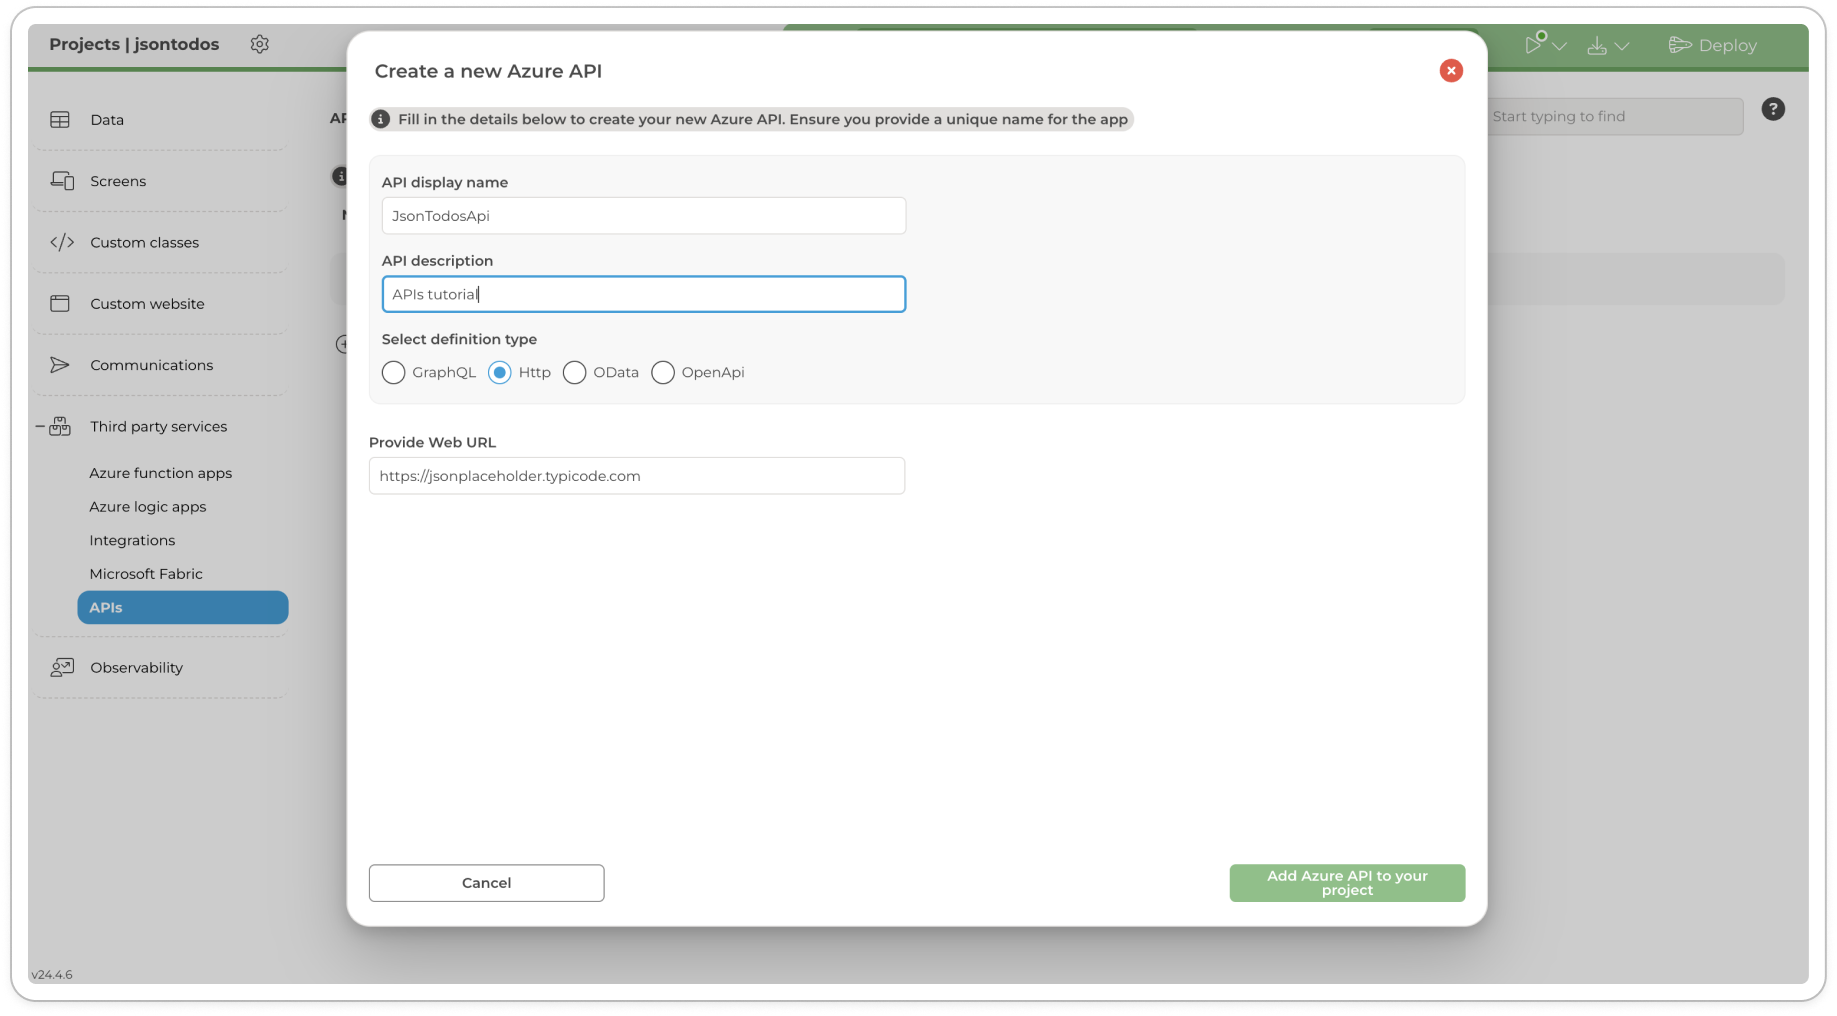 Projects | jsontodos
Deploy
Create a new Azure API
Fill in the details below to create your new Azure API. Ensure you provide a unique name for the app
Start typing to find
?
Data
Screens
Custom classes
Custom website
Communications
Third party services
Azure function apps
Azure logic apps
Integrations
Microsoft Fabric
APIs
Observability
API display name
JsonTodosApi
API description
APIs tutorial
Select definition type
GraphQL Http OData OpenApi
Provide Web URL
https://jsonplaceholder.typicode.com
Cancel
Add Azure API to your
project
v24.4.6